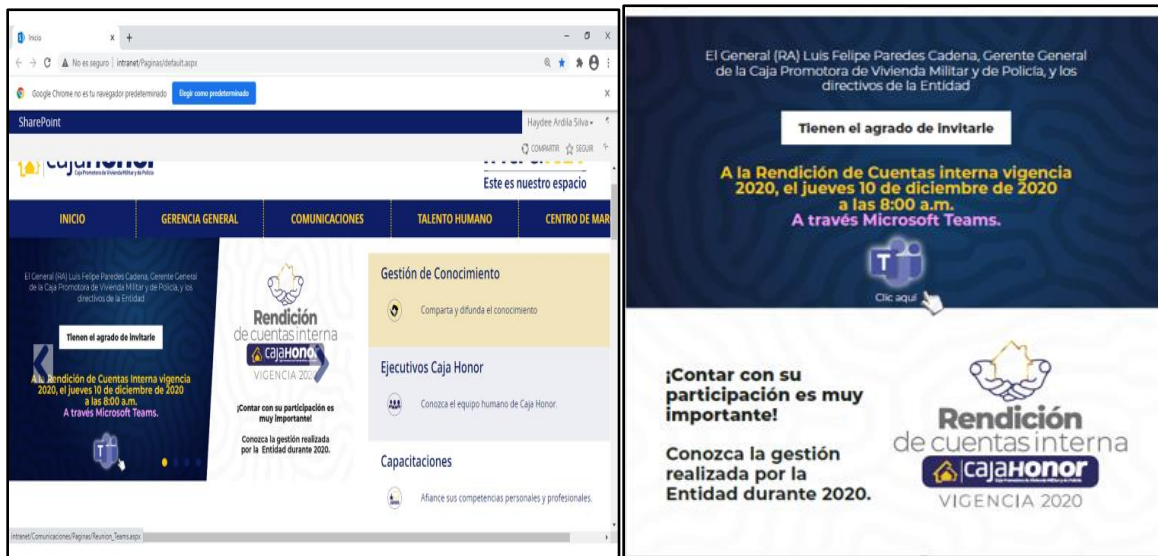 Inicio
No es seguro | intranet/Paginas/default.aspx
Google Chrome no es tu navegador predeterminado
Elegir como predeterminado
SharePoint
Haydee Ardila Silva
COMPARTIR
SEGUIR
cajaHonor
Caja Promotora de Vivienda Militar y de Policía
Este es nuestro espacio
INICIO
GERENCIA GENERAL
COMUNICACIONES
TALENTO HUMANO
CENTRO DE MAR
El General (RA) Luis Felipe Paredes Cadena, Gerente General
de la Caja Promotora de Vivienda Militar y de Policía, y los
directivos de la Entidad
Tienen el agrado de invitarle
A la Rendición de Cuentas Interna vigencia
2020, el jueves 10 de diciembre de 2020
a las 8:00 a.m.
A través Microsoft Teams.
Rendición
de cuentas interna
cajaHonor
VIGENCIA 2020
¡Contar con su participación es
muy importante!
Conozca la gestión realizada
por la Entidad durante 2020.
Gestión de Conocimiento
Comparta y difunda el conocimiento
Ejecutivos Caja Honor
Conozca el equipo humano de Caja Honor.
Capacitaciones
Afiance sus competencias personales y profesionales.
intranet/Comunicaciones/Paginas/Reunion_Teams.aspx
El General (RA) Luis Felipe Paredes Cadena, Gerente General
de la Caja Promotora de Vivienda Militar y de Policía, y los
directivos de la Entidad
Tienen el agrado de invitarle
A la Rendición de Cuentas interna vigencia
2020, el jueves 10 de diciembre de 2020
a las 8:00 a.m.
A través Microsoft Teams.
Clic aquí
¡Contar con su
participación es muy
importante!
Conozca la gestión
realizada por la
Entidad durante 2020.
Rendición
de cuentas interna
cajaHonor
Caja Promotora de Vivienda Militar y de Policía
VIGENCIA 2020